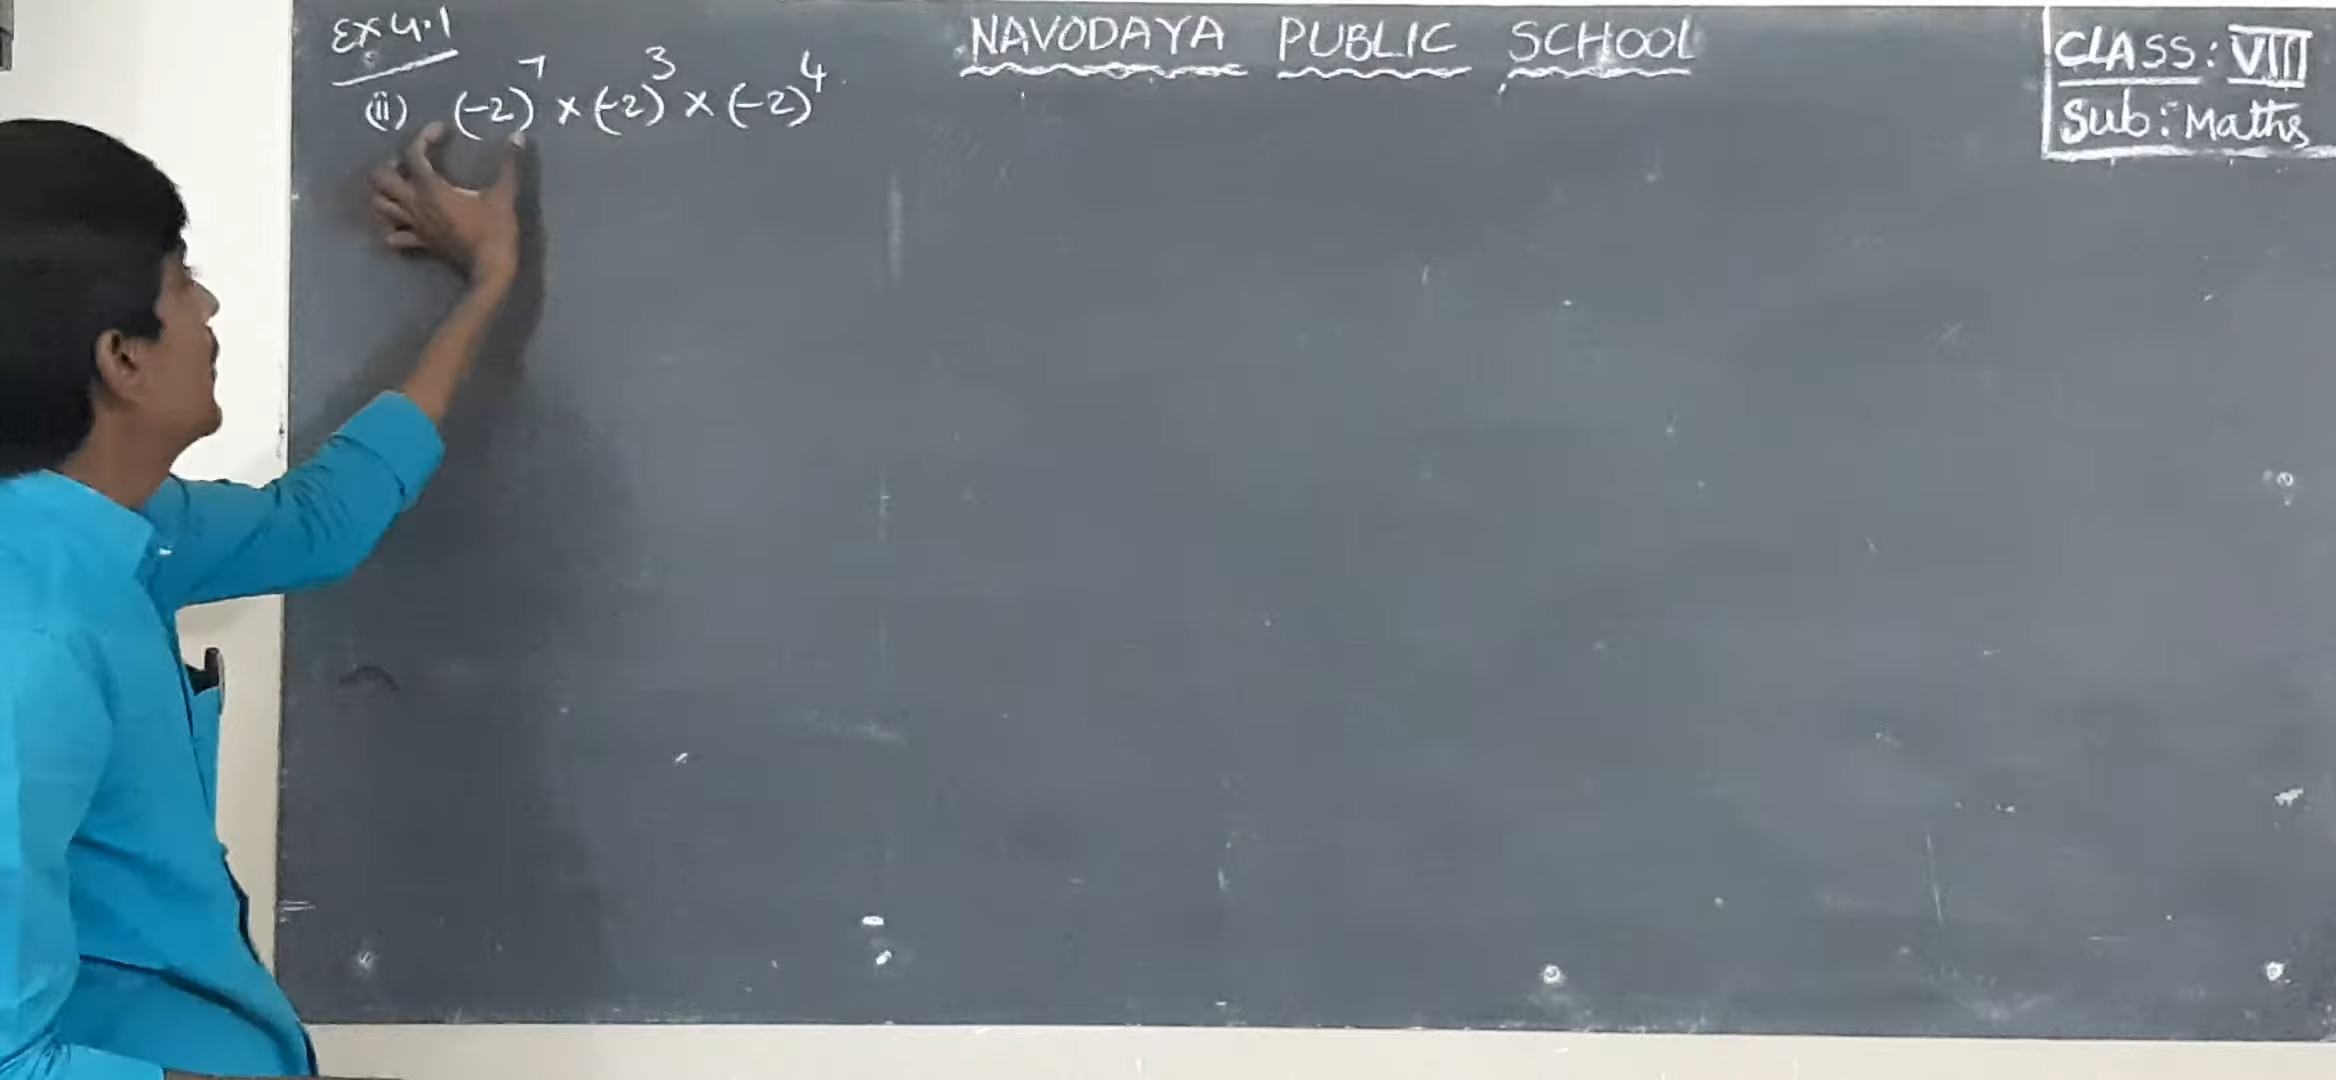 Ex 4.1
NAVODAYA PUBLIC SCHOOL
CLASS: VIII
Sub: Maths
(ii) (-2)⁷ × (-2)³ × (-2)⁴